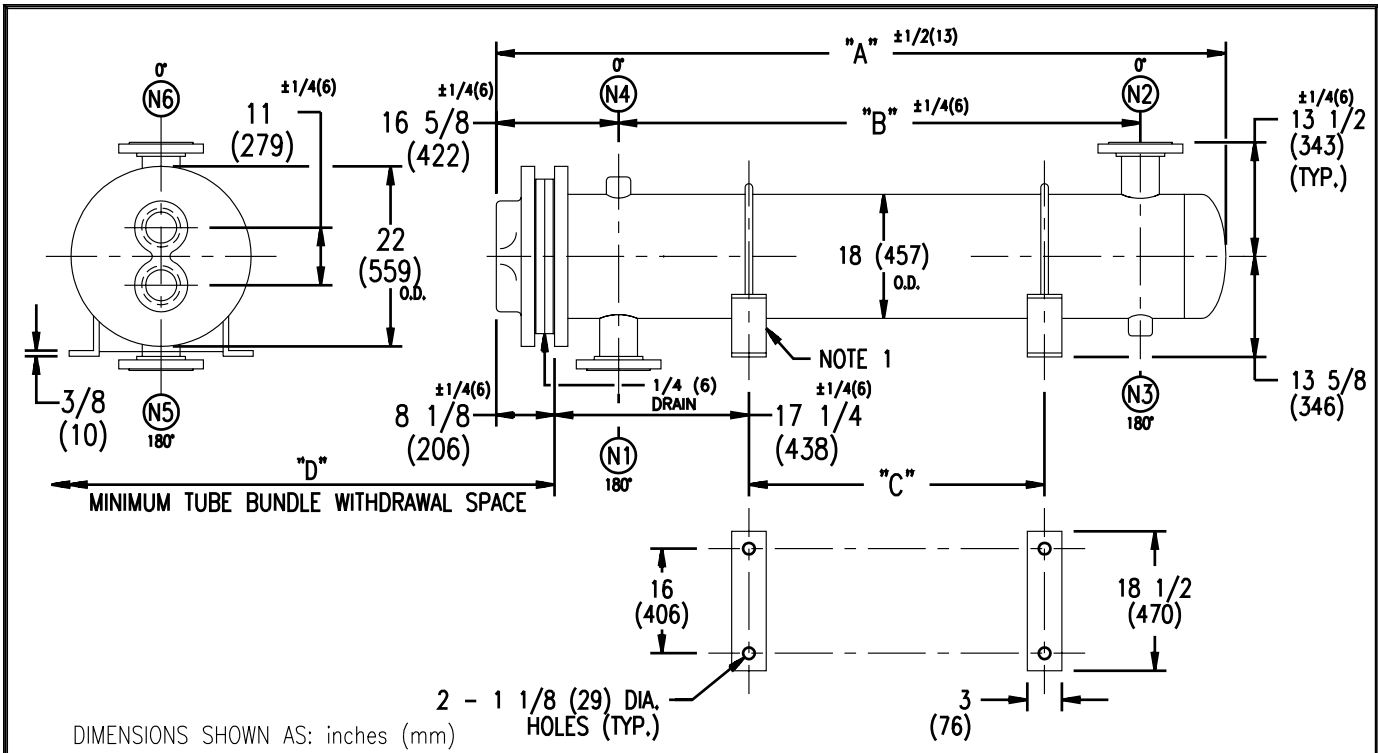 "A" ±1/2(13)
0°
N6
±1/4(6)
11
(279)
22
(559)
O.D.
3/8
(10)
N5
180°
±1/4(6)
16 5/8
(422)
0°
N4
"B" ±1/4(6)
0°
N2
±1/4(6)
13 1/2
(343)
(TYP.)
18 (457)
O.D.
NOTE 1
13 5/8
(346)
N3
180°
±1/4(6)
8 1/8
(206)
1/4 (6)
DRAIN
±1/4(6)
17 1/4
(438)
N1
180°
"D"
MINIMUM TUBE BUNDLE WITHDRAWAL SPACE
"C"
16
(406)
18 1/2
(470)
2 - 1 1/8 (29) DIA.
HOLES (TYP.)
3
(76)
DIMENSIONS SHOWN AS: inches (mm)